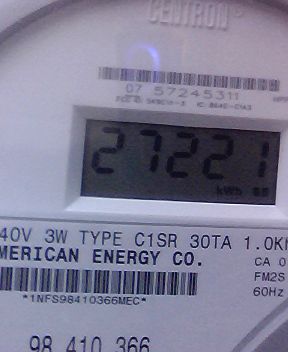 CENTRON®
07 57245311
27221
kWh
40V 3W TYPE C1SR 30TA 1.0K
MERICAN ENERGY CO.
CA 0
FM2S
60Hz
*1NFS98410366MEC*
98 410 366